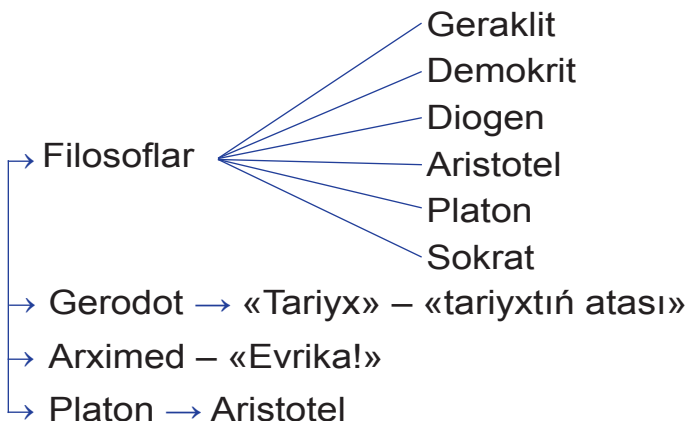 Geraklit
Demokrit
Diogen
→ Filosoflar
Aristotel
Platon
Sokrat
→ Gerodot → «Tariyx» – «tariyxtıń atası»
→ Arximed – «Evrika!»
→ Platon → Aristotel